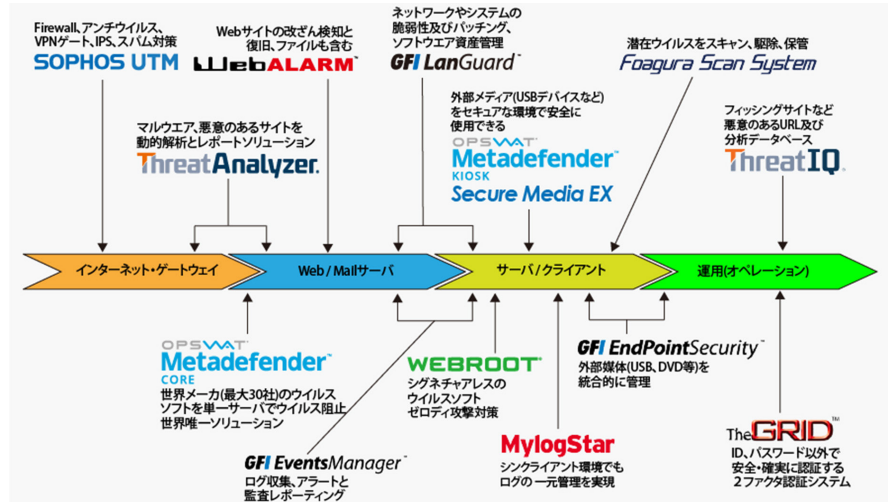 Firewall、アンチウイルス、
VPNゲート、IPS、スパム対策
SOPHOS UTM
Webサイトの改ざん検知と
復旧、ファイルも含む
WebALARM™
ネットワークやシステムの
脆弱性及びパッチング、
ソフトウエア資産管理
GFI LanGuard™
潜在ウイルスをスキャン、駆除、保管
Foagura Scan System
マルウエア、悪意のあるサイトを
動的解析とレポートソリューション
ThreatAnalyzer.
外部メディア(USBデバイスなど)
をセキュアな環境で安全に
使用できる
OPSWAT
Metadefender™
KIOSK
Secure Media EX
フィッシングサイトなど
悪意のあるURL及び
分析データベース
ThreatIQ.
インターネット・ゲートウェイ
Web / Mailサーバ
サーバ / クライアント
運用(オペレーション)
OPSWAT
Metadefender™
CORE
世界メーカ(最大30社)のウイルス
ソフトを単一サーバでウイルス阻止
世界唯一ソリューション
WEBROOT
シグネチャアレスの
ウイルスソフト
ゼロディ攻撃対策
GFI EndPointSecurity™
外部媒体(USB、DVD等)を
統合的に管理
GFI EventsManager™
ログ収集、アラートと
監査レポーティング
MylogStar
シンクライアント環境でも
ログの 一元管理を実現
The GRID™
ID、パスワード以外で
安全・確実に認証する
2ファクタ認証システム